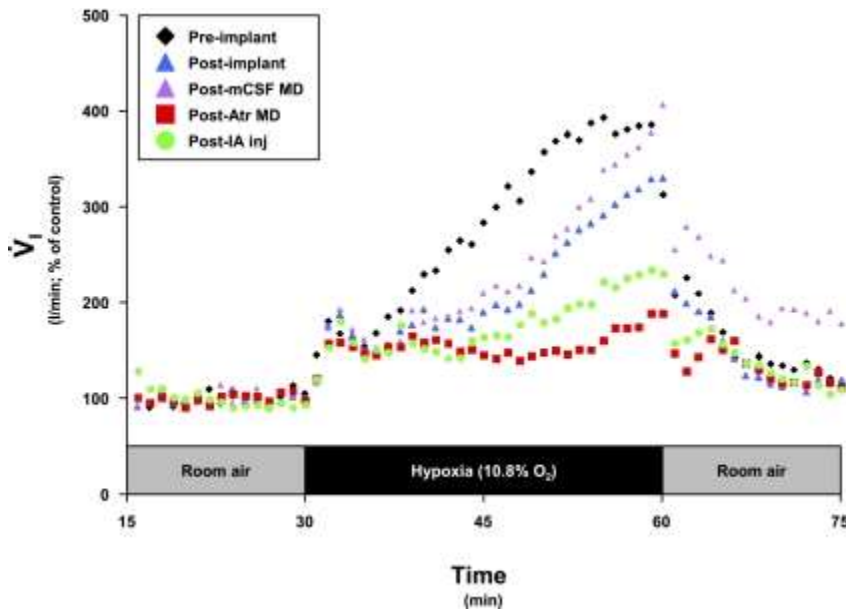 500
400
300
200
100
0
V̇I
(l/min; % of control)
Pre-implant
Post-implant
Post-mCSF MD
Post-Atr MD
Post-IA inj
Room air
Hypoxia (10.8% O₂)
Room air
15
30
45
60
75
Time
(min)